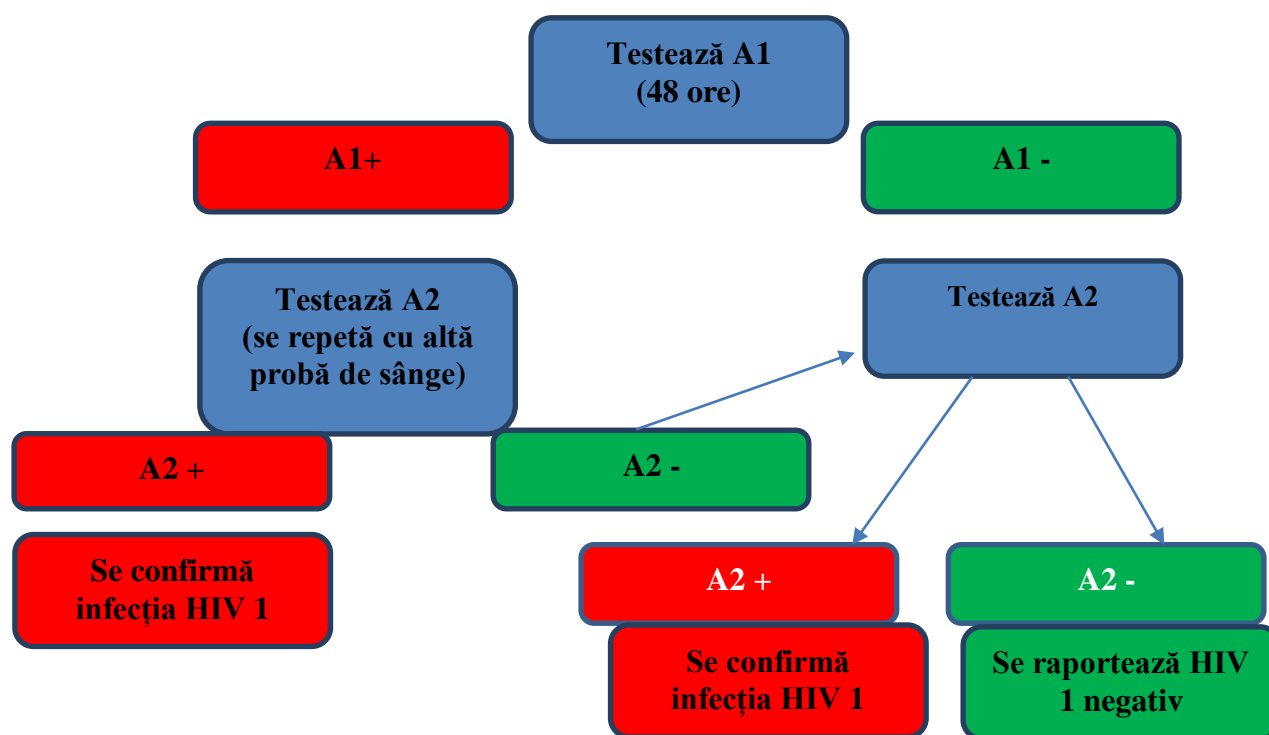 Testează A1
(48 ore)
A1+
A1 -
Testează A2
(se repetă cu altă
probă de sânge)
Testează A2
A2 +
A2 -
Se confirmă
infecția HIV 1
A2 +
A2 -
Se confirmă
infecția HIV 1
Se raportează HIV
1 negativ